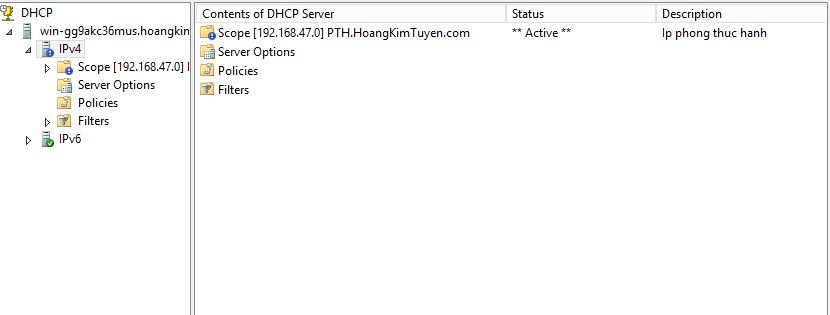 DHCP
win-gg9akc36mus.hoangkim
IPv4
Scope [192.168.47.0]
Server Options
Policies
Filters
IPv6
Contents of DHCP Server Status Description
Scope [192.168.47.0] PTH.HoangKimTuyen.com ** Active ** Ip phong thuc hanh
Server Options
Policies
Filters